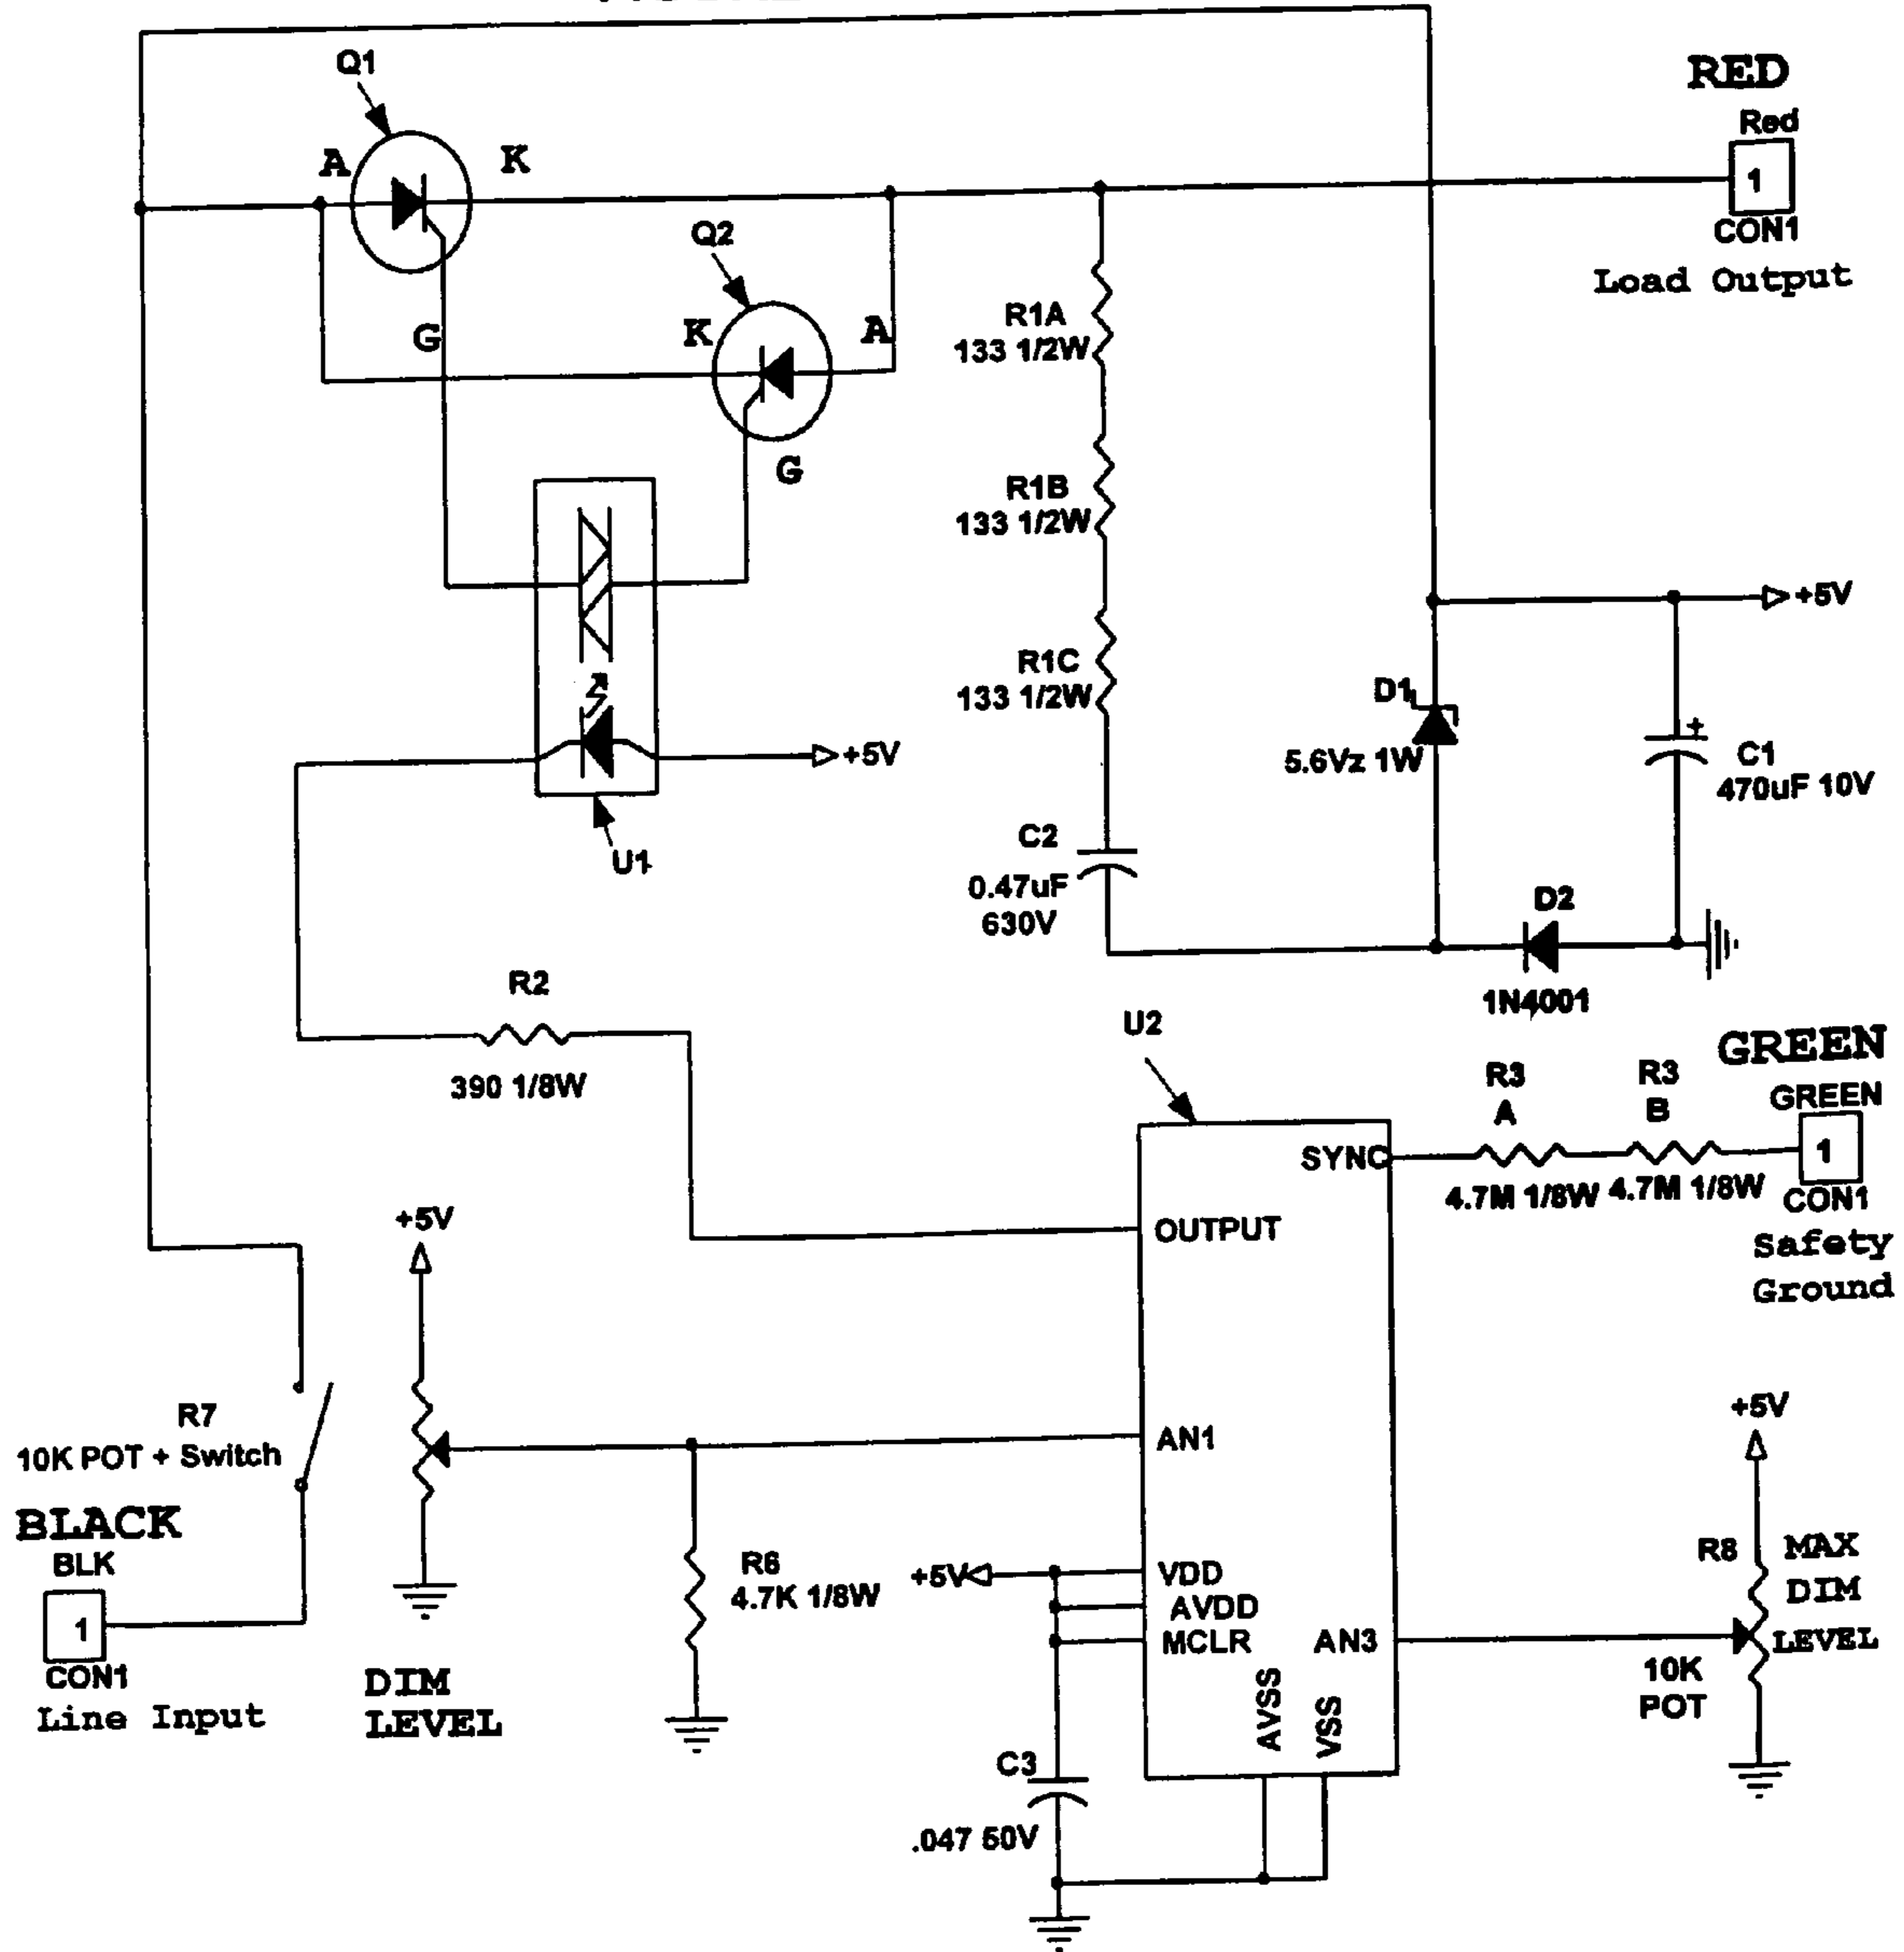 Q1
RED
Red
A
K
1
CON1
Load Output
Q2
G
K
A
R1A
133 1/2W
G
R1B
133 1/2W
+5V
R1C
133 1/2W
D1
+
+5V
5.6Vz 1W
C1
470uF 10V
U1
C2
0.47uF
630V
D2
1N4001
R2
390 1/8W
U2
GREEN
R3
A
R3
B
GREEN
1
CON1
SYNC
4.7M 1/8W
4.7M 1/8W
Safety
Ground
+5V
OUTPUT
R7
10K POT + Switch
AN1
+5V
BLACK
BLK
1
CON1
Line Input
DIM
LEVEL
R6
4.7K 1/8W
+5V
VDD
AVDD
MCLR
AN3
AVSS
VSS
R8
MAX
DIM
LEVEL
10K
POT
C3
.047 50V